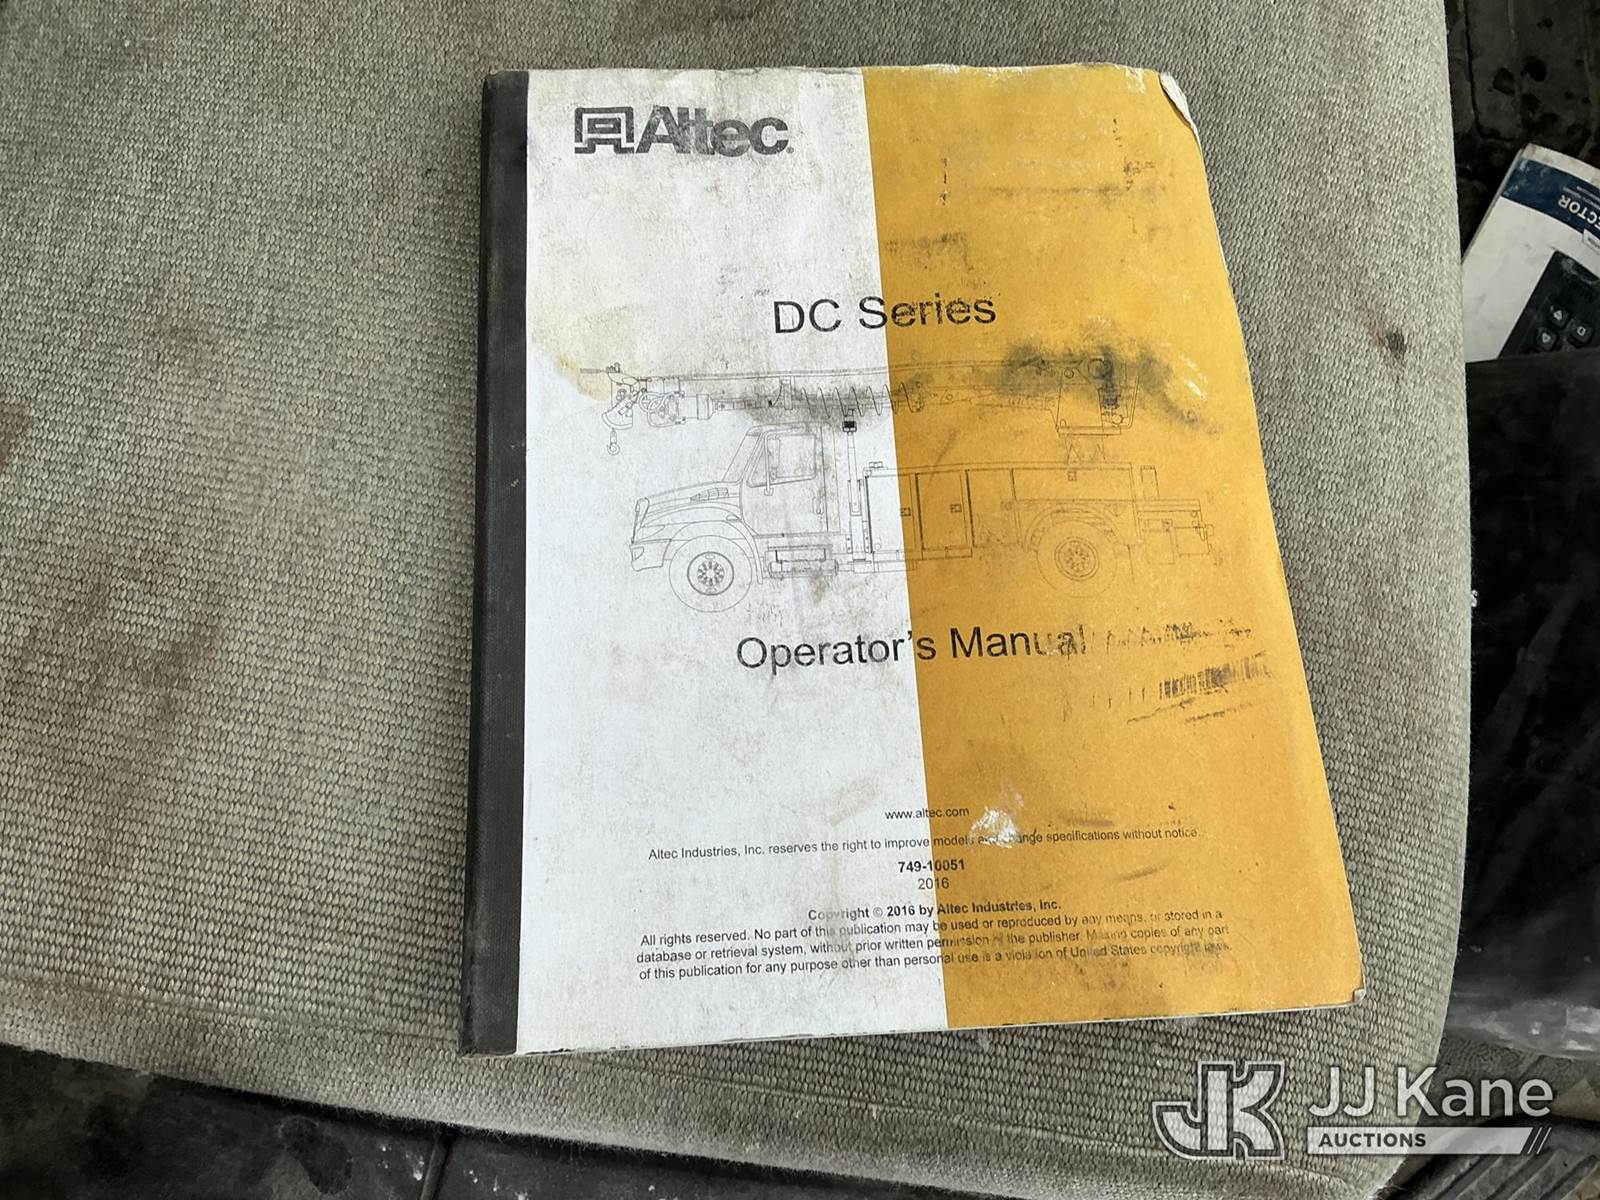 Altec
DC Series
Operator's Manual
www.altec.com
Altec Industries, Inc. reserves the right to improve models and change specifications without notice.
749-10051
2016
Copyright © 2016 by Altec Industries, Inc.
All rights reserved. No part of this publication may be used or reproduced by any means, or stored in a
database or retrieval system, without prior written permission of the publisher. Making copies of any part
of this publication for any purpose other than personal use is a violation of United States copyright laws.
JJ Kane
AUCTIONS